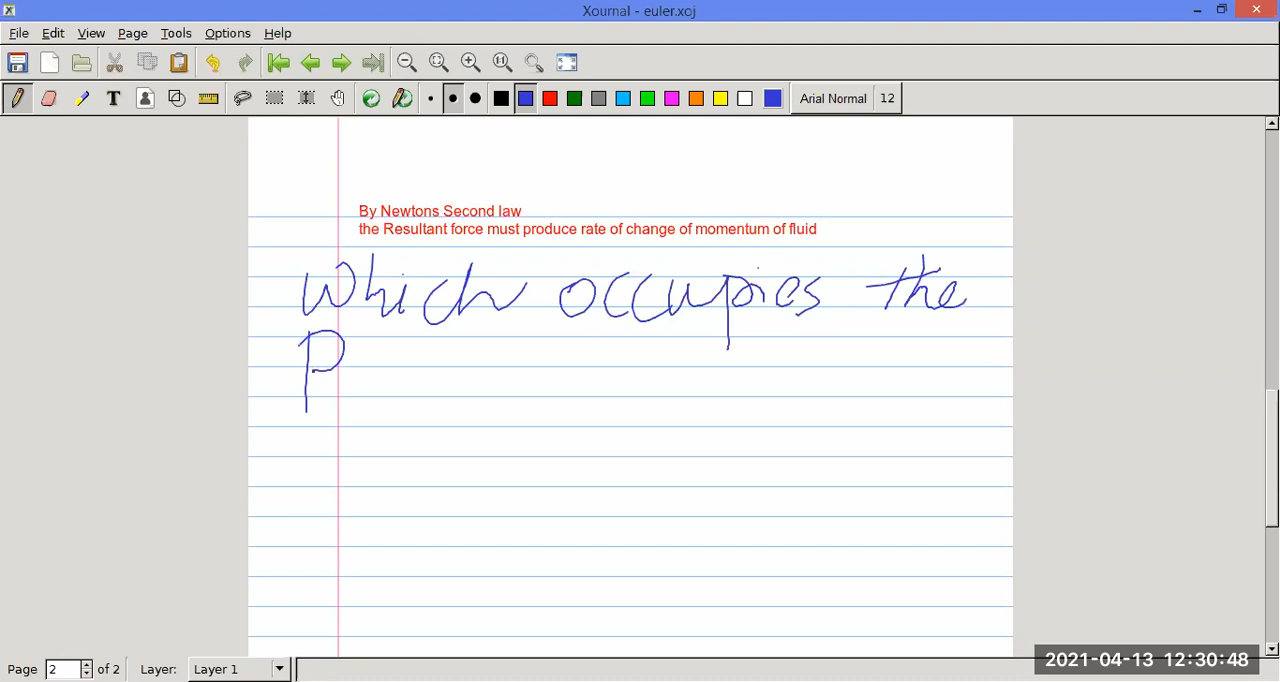 Xournal - euler.xoj
File Edit View Page Tools Options Help
Arial Normal 12
By Newtons Second law
the Resultant force must produce rate of change of momentum of fluid
Which occupies the
P
Page 2 of 2 Layer: Layer 1
2021-04-13 12:30:48